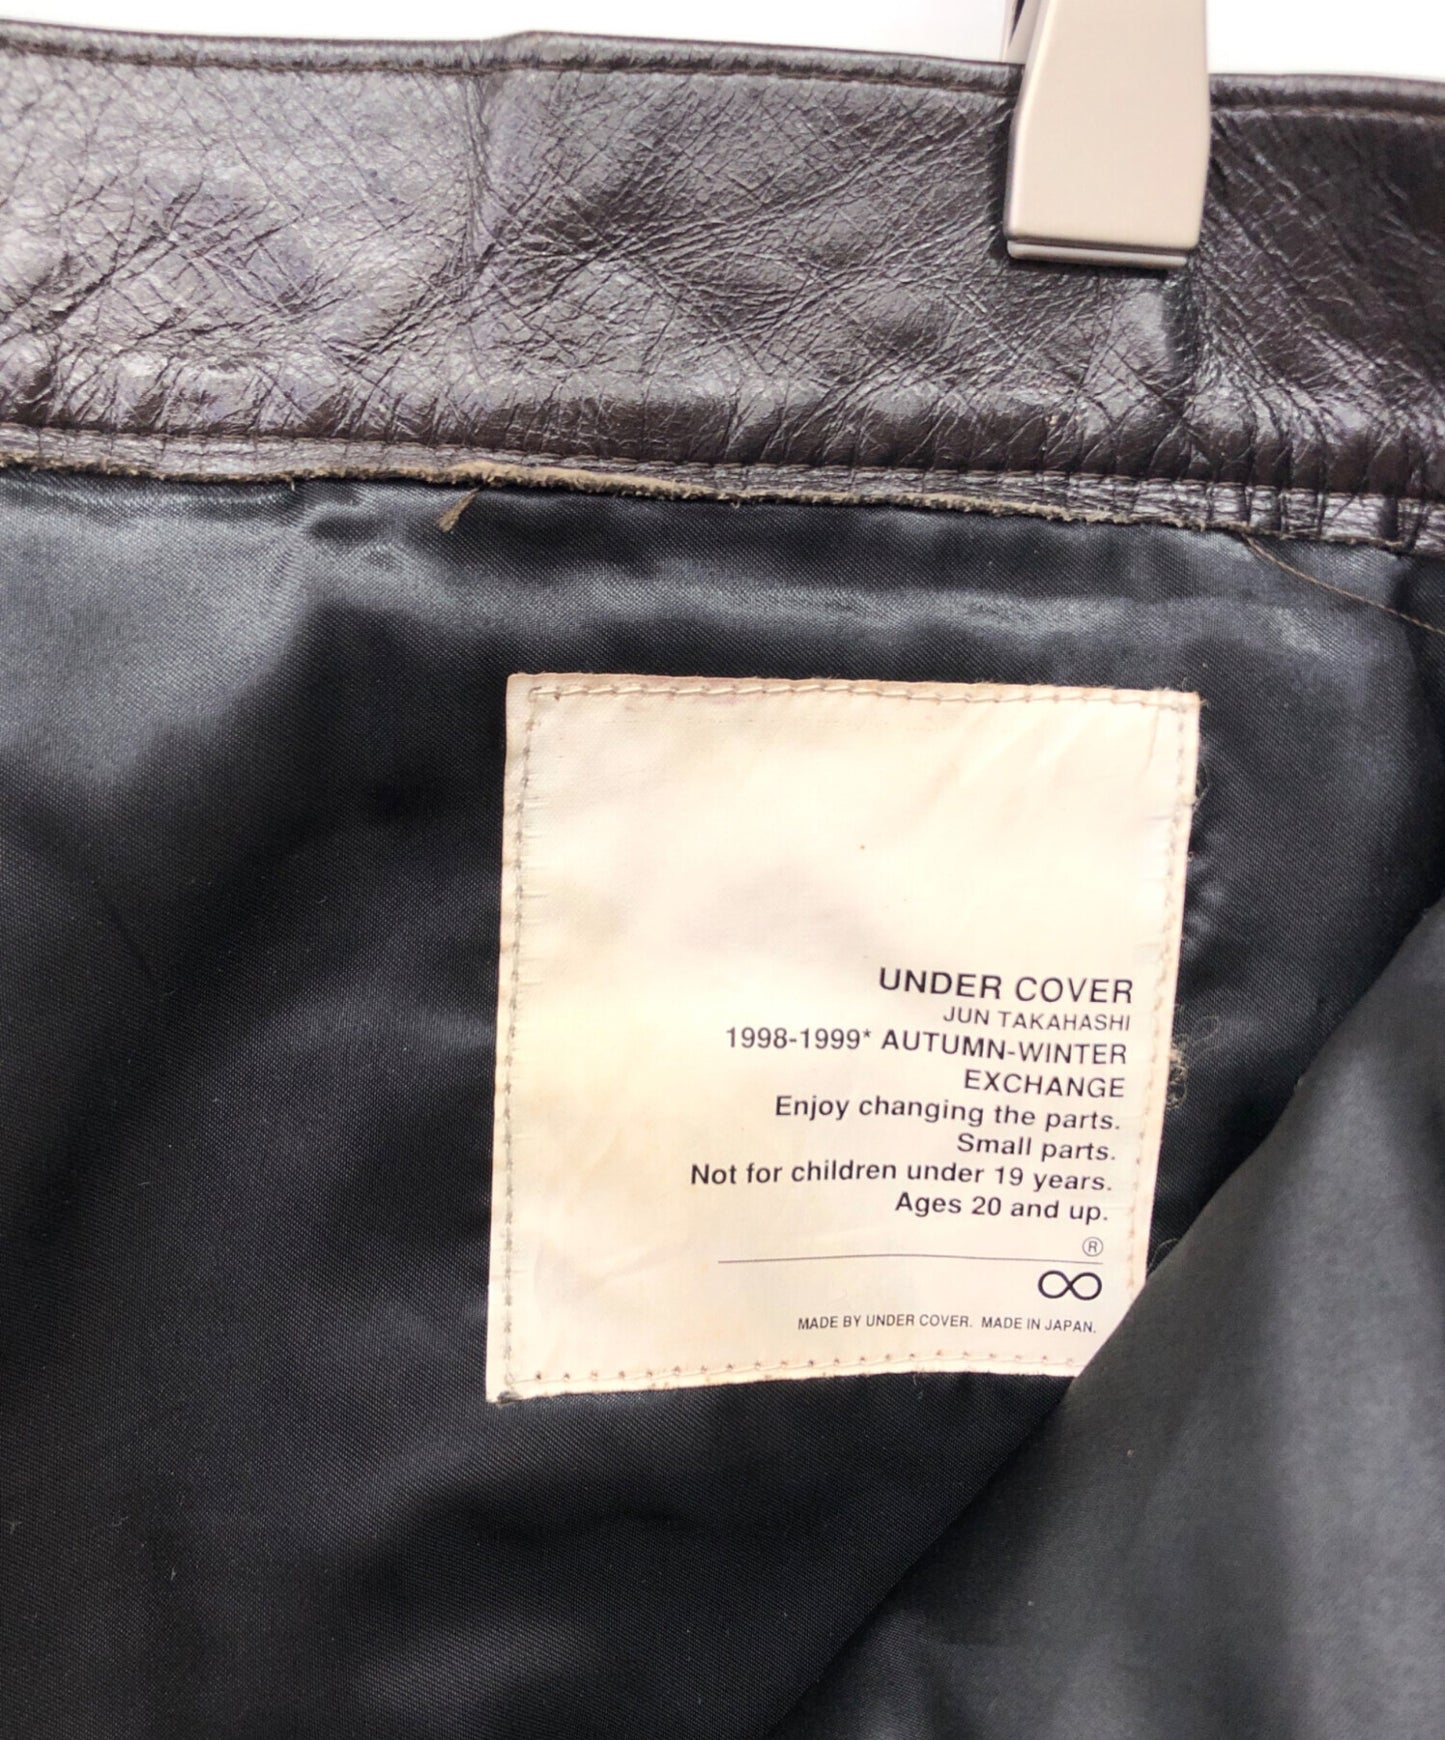 UNDER COVER
JUN TAKAHASHI
1998-1999* AUTUMN-WINTER
EXCHANGE
Enjoy changing the parts.
Small parts.
Not for children under 19 years.
Ages 20 and up.
®
∞
MADE BY UNDER COVER. MADE IN JAPAN.